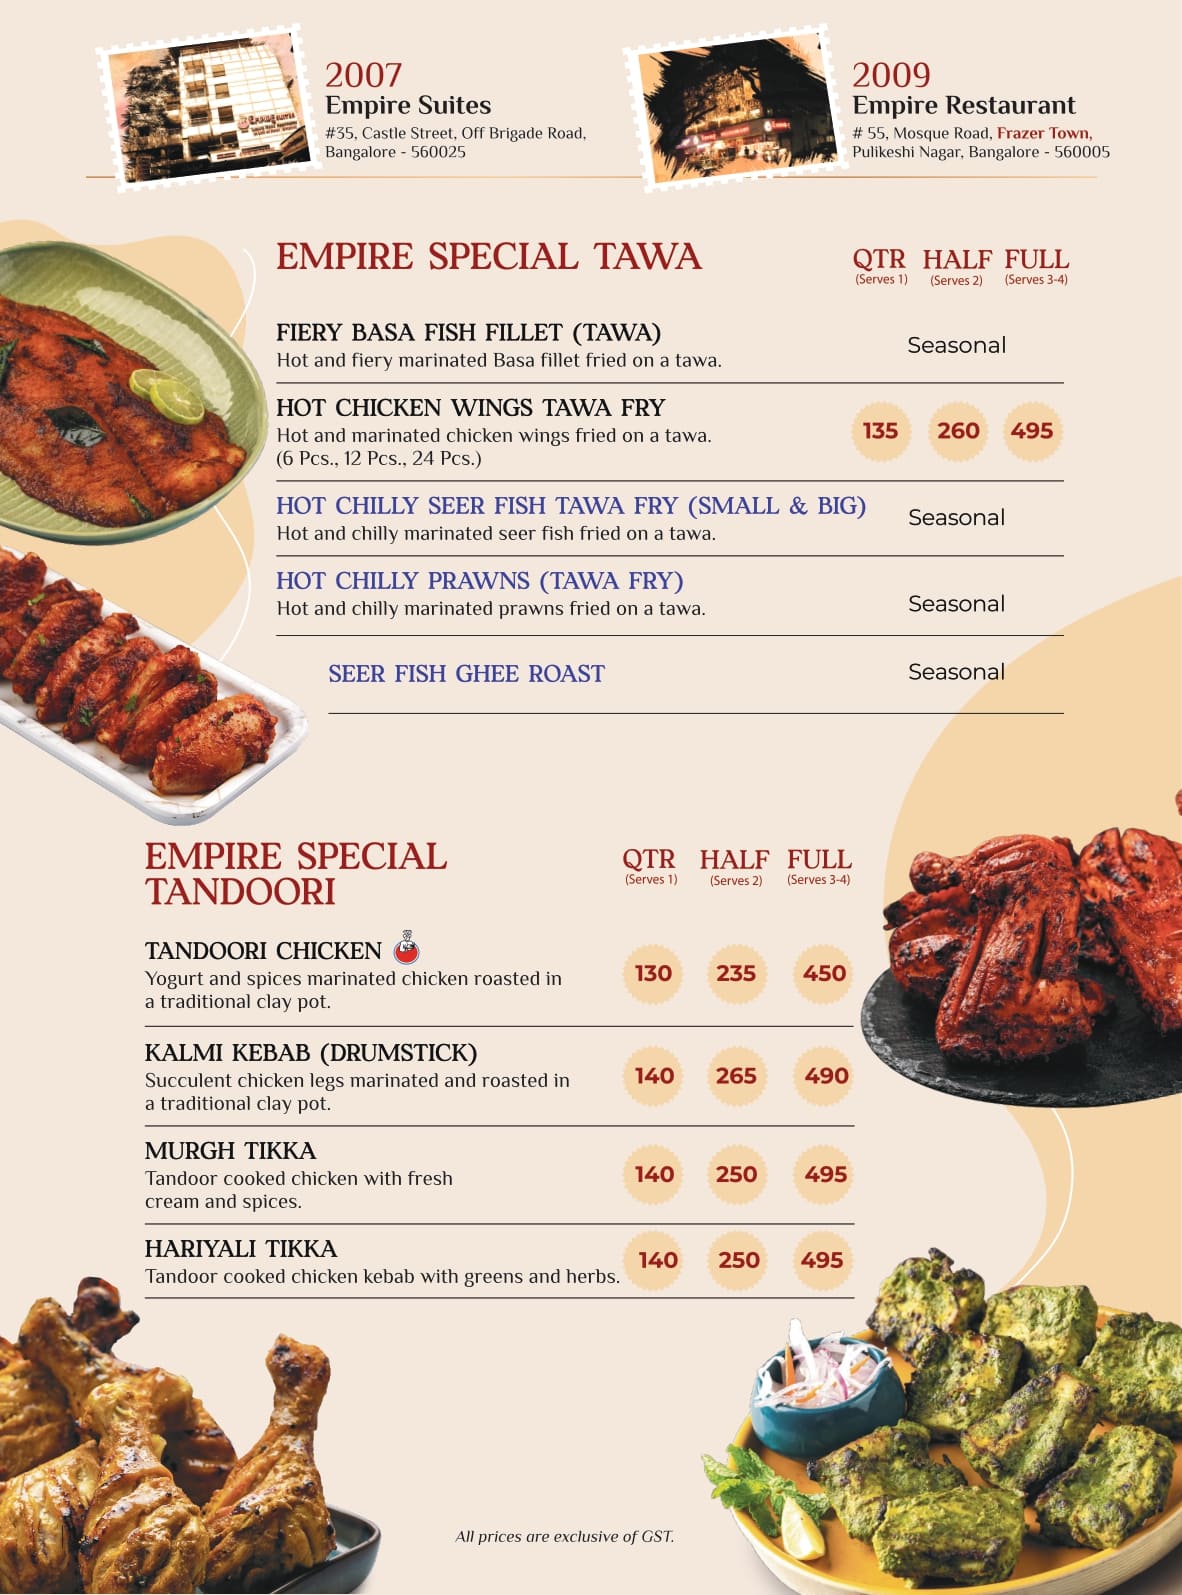 2007
Empire Suites
#35, Castle Street, Off Brigade Road,
Bangalore - 560025
2009
Empire Restaurant
# 55, Mosque Road, Frazer Town,
Pulikeshi Nagar, Bangalore - 560005
EMPIRE SPECIAL TAWA
QTR HALF FULL
(Serves 1) (Serves 2) (Serves 3-4)
FIERY BASA FISH FILLET (TAWA)
Hot and fiery marinated Basa fillet fried on a tawa.
Seasonal
HOT CHICKEN WINGS TAWA FRY
Hot and marinated chicken wings fried on a tawa.
(6 Pcs., 12 Pcs., 24 Pcs.)
135 260 495
HOT CHILLY SEER FISH TAWA FRY (SMALL & BIG)
Hot and chilly marinated seer fish fried on a tawa.
Seasonal
HOT CHILLY PRAWNS (TAWA FRY)
Hot and chilly marinated prawns fried on a tawa.
Seasonal
SEER FISH GHEE ROAST
Seasonal
EMPIRE SPECIAL
TANDOORI
QTR HALF FULL
(Serves 1) (Serves 2) (Serves 3-4)
TANDOORI CHICKEN
Yogurt and spices marinated chicken roasted in
a traditional clay pot.
130 235 450
KALMI KEBAB (DRUMSTICK)
Succulent chicken legs marinated and roasted in
a traditional clay pot.
140 265 490
MURGH TIKKA
Tandoor cooked chicken with fresh
cream and spices.
140 250 495
HARIYALI TIKKA
Tandoor cooked chicken kebab with greens and herbs.
140 250 495
All prices are exclusive of GST.